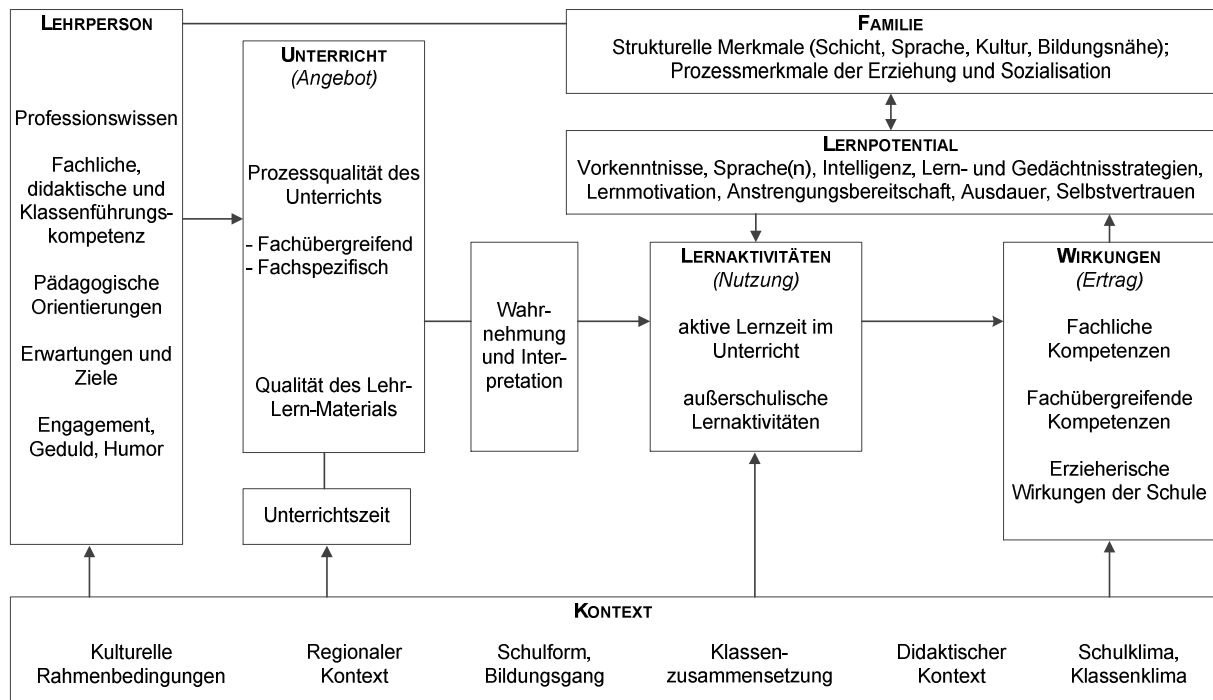 LEHRPERSON
Professionswissen
Fachliche,
didaktische und
Klassenführungs-
kompetenz
Pädagogische
Orientierungen
Erwartungen und
Ziele
Engagement,
Geduld, Humor
UNTERRICHT
(Angebot)
Prozessqualität des
Unterrichts
- Fachübergreifend
- Fachspezifisch
Qualität des Lehr-
Lern-Materials
Unterrichtszeit
FAMILIE
Strukturelle Merkmale (Schicht, Sprache, Kultur, Bildungsnähe);
Prozessmerkmale der Erziehung und Sozialisation
LERNPOTENTIAL
Vorkenntnisse, Sprache(n), Intelligenz, Lern- und Gedächtnisstrategien,
Lernmotivation, Anstrengungsbereitschaft, Ausdauer, Selbstvertrauen
Wahr-
nehmung
und Inter-
pretation
LERNAKTIVITÄTEN
(Nutzung)
aktive Lernzeit im
Unterricht
außerschulische
Lernaktivitäten
WIRKUNGEN
(Ertrag)
Fachliche
Kompetenzen
Fachübergreifende
Kompetenzen
Erzieherische
Wirkungen der Schule
KONTEXT
Kulturelle
Rahmenbedingungen
Regionaler
Kontext
Schulform,
Bildungsgang
Klassen-
zusammensetzung
Didaktischer
Kontext
Schulklima,
Klassenklima